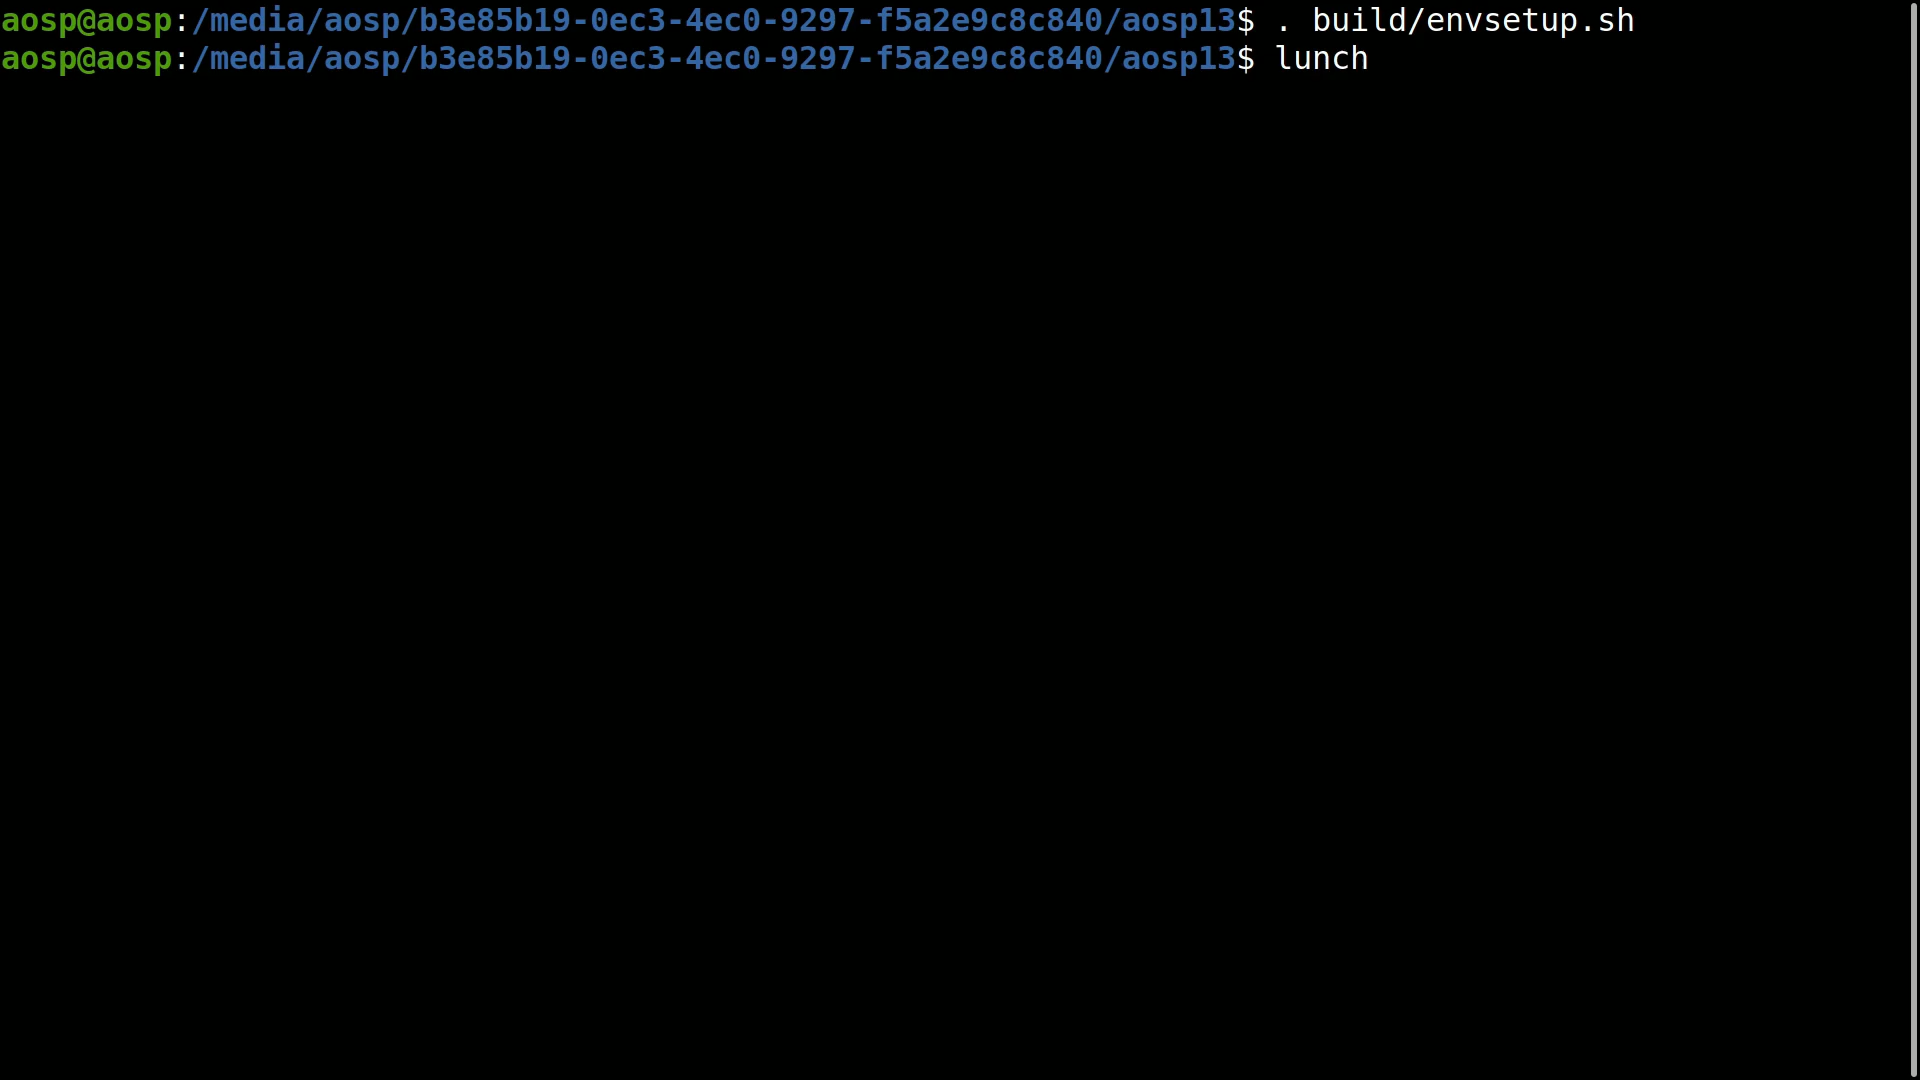 aosp@aosp:/media/aosp/b3e85b19-0ec3-4ec0-9297-f5a2e9c8c840/aosp13$ . build/envsetup.sh
aosp@aosp:/media/aosp/b3e85b19-0ec3-4ec0-9297-f5a2e9c8c840/aosp13$ lunch